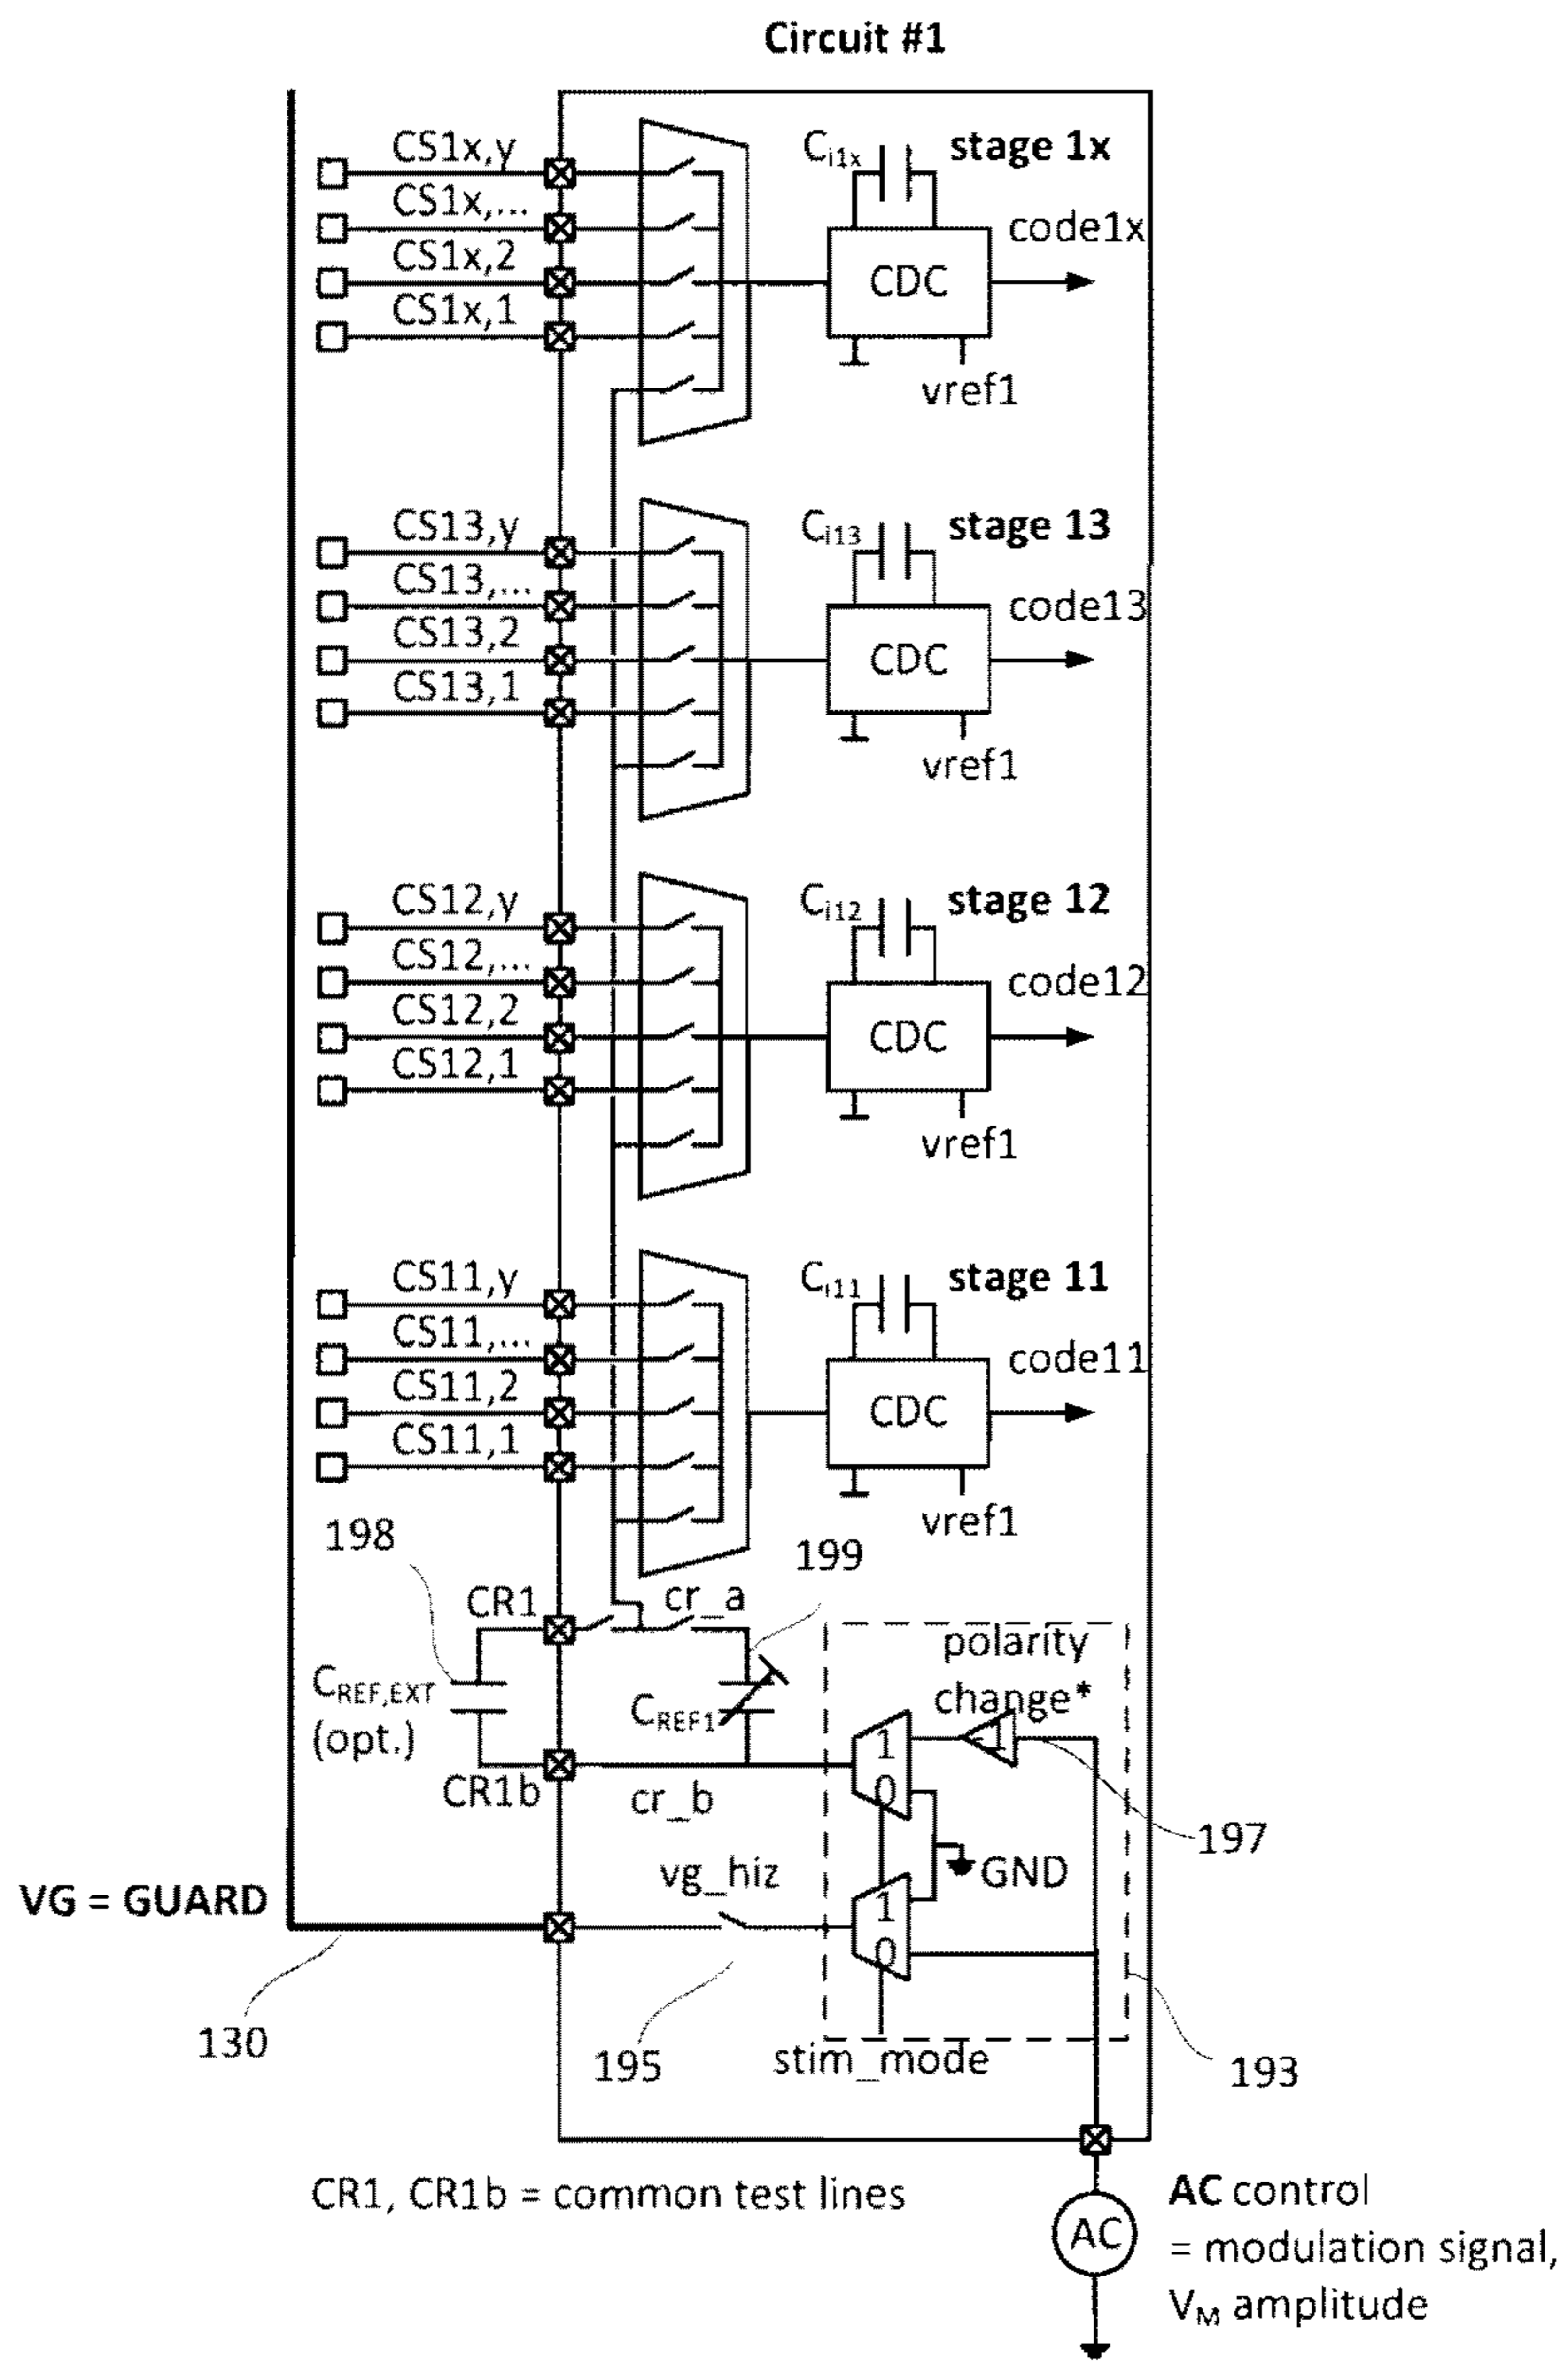 Circuit #1
CS1x,y
CS1x,...
CS1x,2
CS1x,1
Ci1x
stage 1x
code1x
CDC
vref1
CS13,y
CS13,...
CS13,2
CS13,1
Ci13
stage 13
code13
CDC
vref1
CS12,y
CS12,...
CS12,2
CS12,1
Ci12
stage 12
code12
CDC
vref1
CS11,y
CS11,...
CS11,2
CS11,1
Ci11
stage 11
code11
CDC
vref1
198
199
CR1
cr_a
CREF,EXT
(opt.)
CREF1
polarity
change*
-1
1
0
CR1b
cr_b
197
GND
VG = GUARD
vg_hiz
1
0
130
195
stim_mode
193
CR1, CR1b = common test lines
AC
AC control
= modulation signal,
VM amplitude